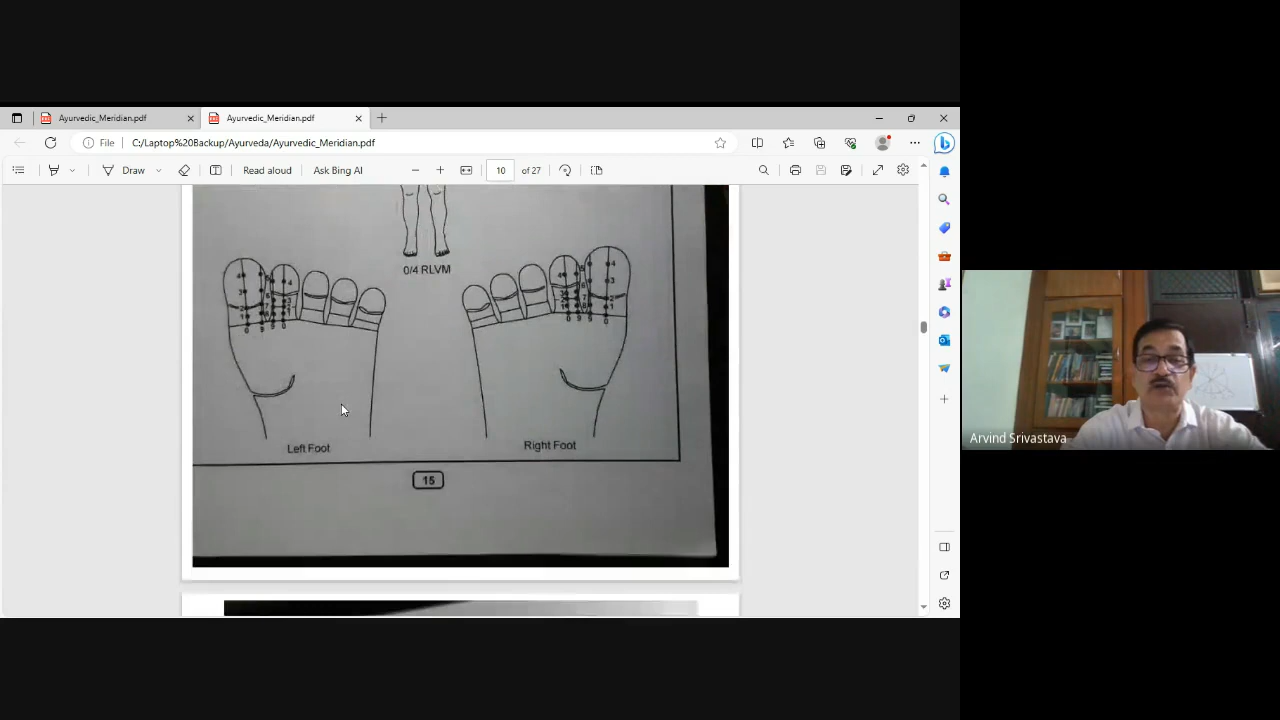 Ayurvedic_Meridian.pdf
Ayurvedic_Meridian.pdf
File
C:/Laptop%20Backup/Ayurveda/Ayurvedic_Meridian.pdf
Draw
Read aloud
Ask Bing AI
10
of 27
0/4 RLVM
Left Foot
Right Foot
15
Arvind Srivastava